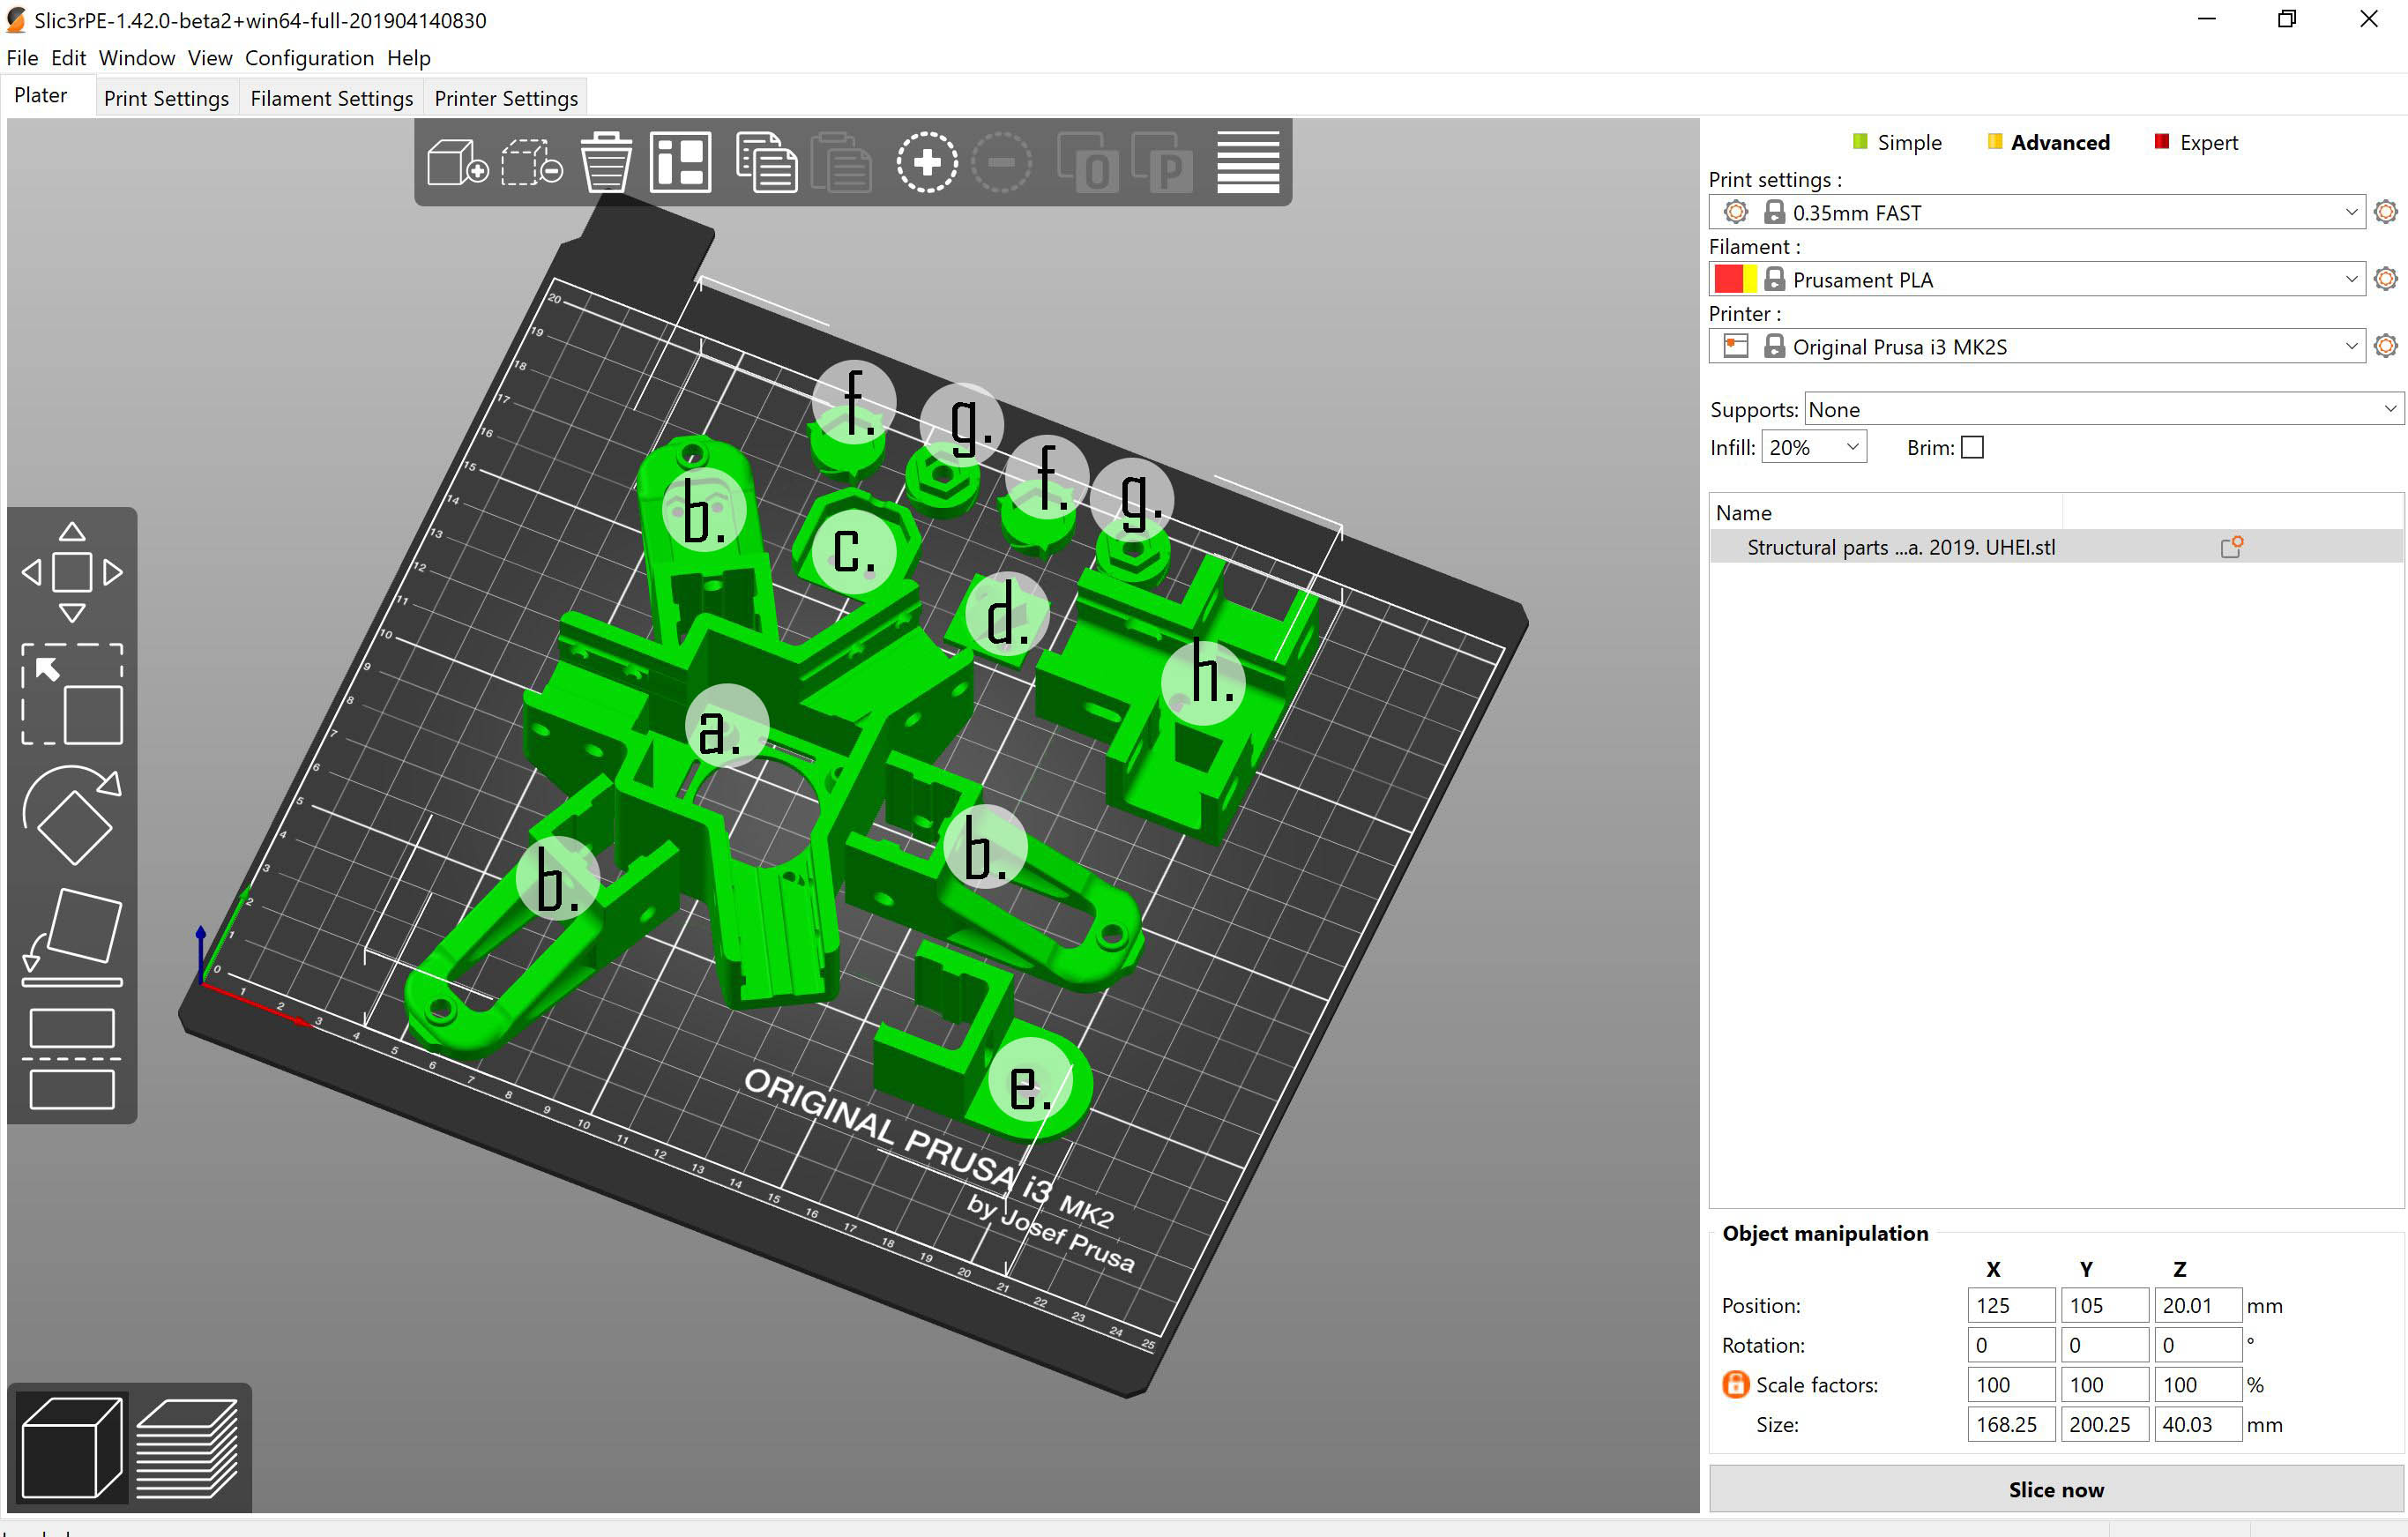 Slic3rPE-1.42.0-beta2+win64-full-201904140830
File Edit Window View Configuration Help
Plater Print Settings Filament Settings Printer Settings
Simple Advanced Expert
Print settings :
0.35mm FAST
Filament :
Prusament PLA
Printer :
Original Prusa i3 MK2S
Supports: None
Infill: 20% Brim:
Name
Structural parts ...a. 2019. UHEI.stl
O P
f.
g.
f.
g.
b.
c.
d.
h.
a.
b.
b.
e.
20
19
18
17
16
15
14
13
12
11
10
9
8
7
6
5
4
3
2
1
0
1 2 3 4 5 6 7 8 9 10 11 12 13 14 15 16 17 18 19 20 21 22 23 24 25
ORIGINAL PRUSA i3 MK2
by Josef Prusa
Object manipulation
X Y Z
Position: 125 105 20.01 mm
Rotation: 0 0 0 °
Scale factors: 100 100 100 %
Size: 168.25 200.25 40.03 mm
Slice now